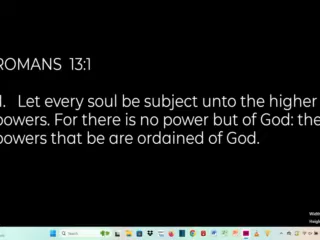 ROMANS 13:1
1. Let every soul be subject unto the higher
powers. For there is no power but of God: the
powers that be are ordained of God.
Search